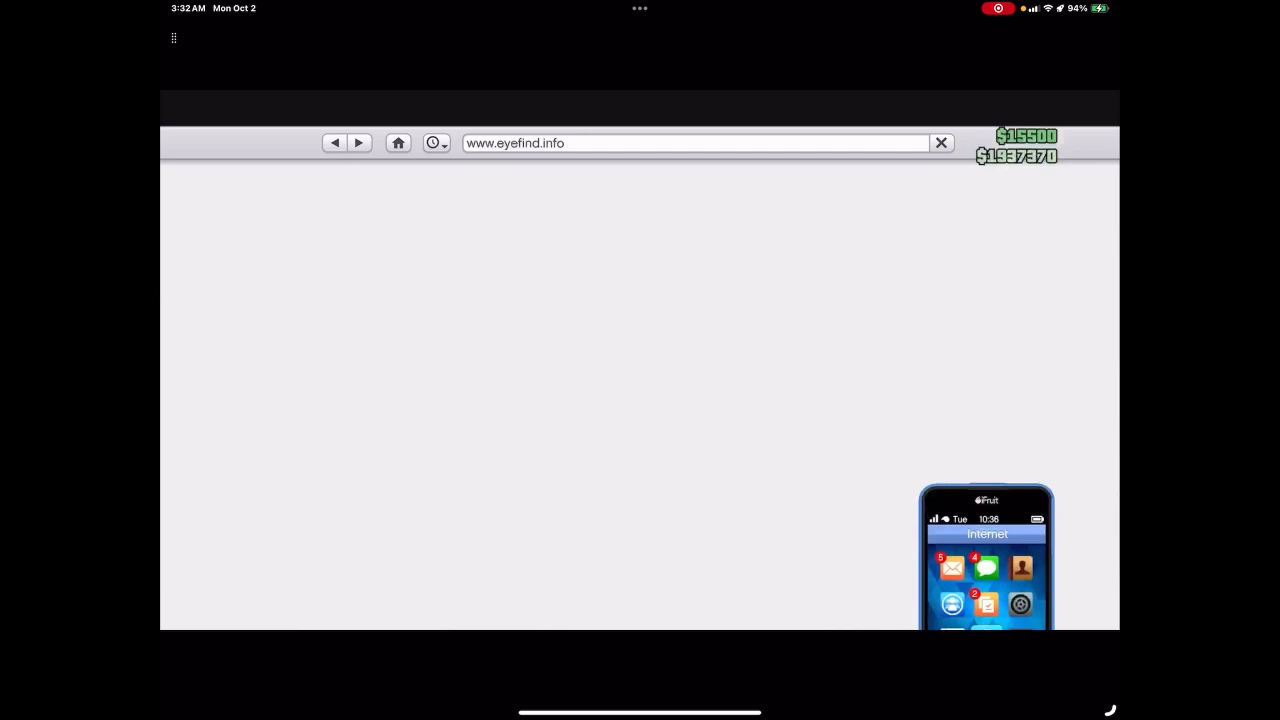 3:32 AM Mon Oct 2
94%
www.eyefind.info
$15500
$1937370
iFruit
Tue 10:36
Internet
5
4
2